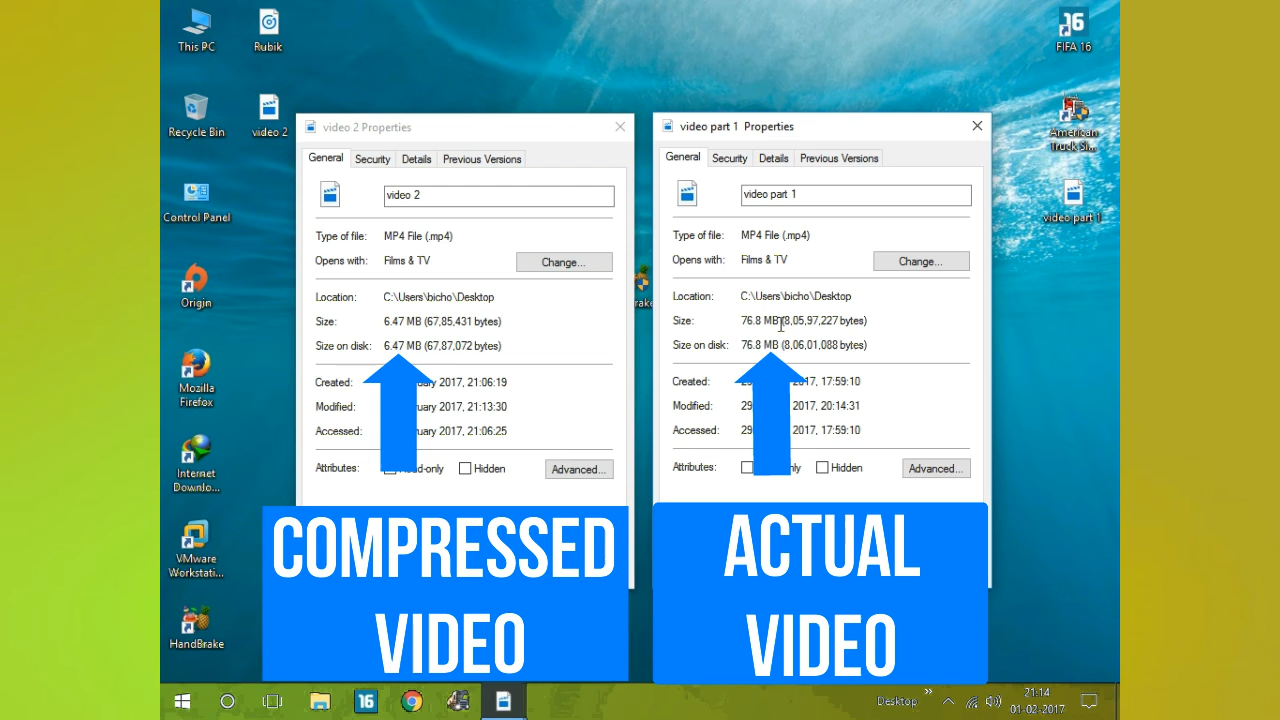 This PC
Rubik
FIFA 16
Recycle Bin
video 2
American
Truck Si...
Control Panel
video part 1
Origin
Mozilla
Firefox
Internet
Downlo...
VMware
Workstati...
HandBrake
video 2 Properties
General Security Details Previous Versions
video 2
Type of file: MP4 File (.mp4)
Opens with: Films & TV Change...
Location: C:\Users\bicho\Desktop
Size: 6.47 MB (67,85,431 bytes)
Size on disk: 6.47 MB (67,87,072 bytes)
Created: 2017, 21:06:19
Modified: 2017, 21:13:30
Accessed: 2017, 21:06:25
Attributes: Hidden Advanced...
video part 1 Properties
General Security Details Previous Versions
video part 1
Type of file: MP4 File (.mp4)
Opens with: Films & TV Change...
Location: C:\Users\bicho\Desktop
Size: 76.8 MB (8,05,97,227 bytes)
Size on disk: 76.8 MB (8,06,01,088 bytes)
Created: 2017, 17:59:10
Modified: 2017, 20:14:31
Accessed: 2017, 17:59:10
Attributes: Hidden Advanced...
COMPRESSED
VIDEO
ACTUAL
VIDEO
16
Desktop
21:14
01-02-2017